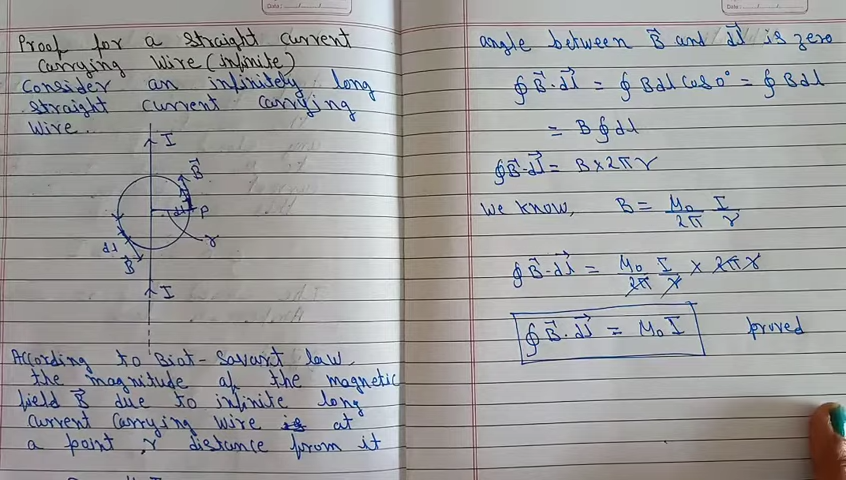 Data :
Proof for a straight current
carrying wire (infinite)
Consider an infinitely long
straight current carrying
wire.
I
B⃗
dl P
r
dl
B⃗
I
According to Biot-Savart law
the magnitude of the magnetic
field B⃗ due to infinite long
current carrying wire is at
a point r distance from it
Date :
angle between B⃗ and dl⃗ is zero
∮B⃗·dl⃗ = ∮ Bdl cos0° = ∮ Bdl
= B∮dl
∮B⃗·dl⃗ = B×2πr
we know, B = μ₀/2π I/r
∮B⃗·dl⃗ = μ₀/2π I/r × 2πr
∮B⃗·dl⃗ = μ₀I proved